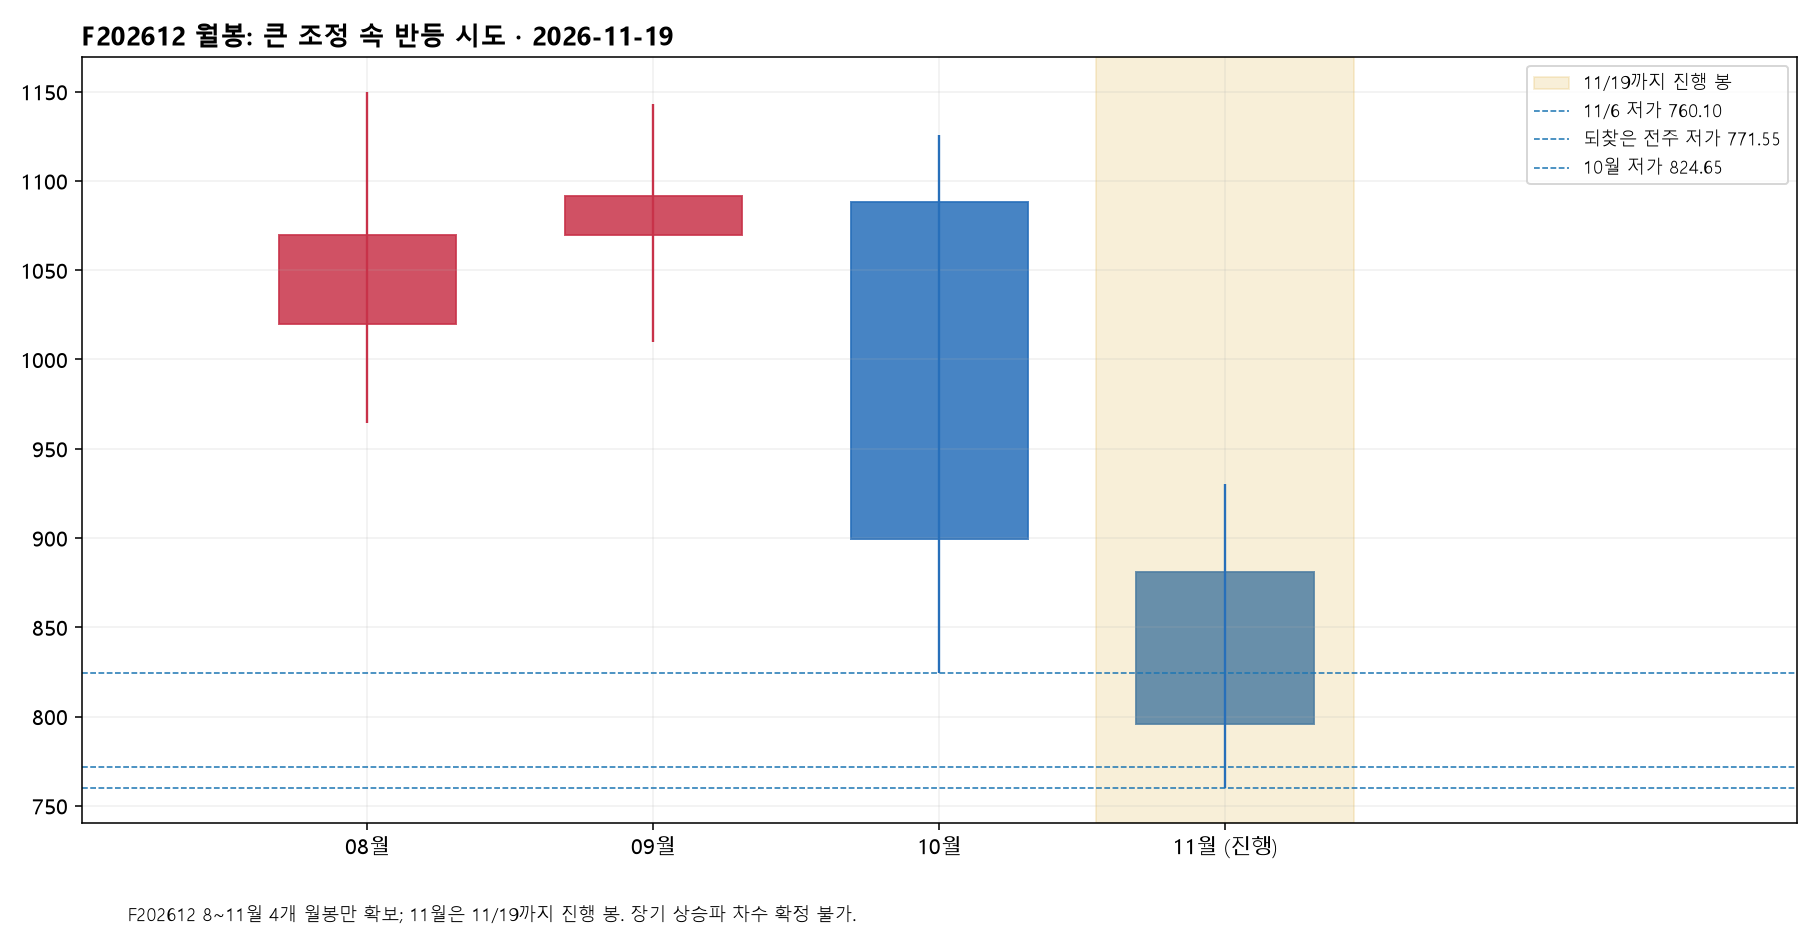 F202612 월봉: 큰 조정 속 반등 시도 · 2026-11-19
1150
1100
1050
1000
950
900
850
800
750
11/19까지 진행 봉
11/6 저가 760.10
되찾은 전주 저가 771.55
10월 저가 824.65
08월
09월
10월
11월 (진행)
F202612 8~11월 4개 월봉만 확보; 11월은 11/19까지 진행 봉. 장기 상승파 차수 확정 불가.